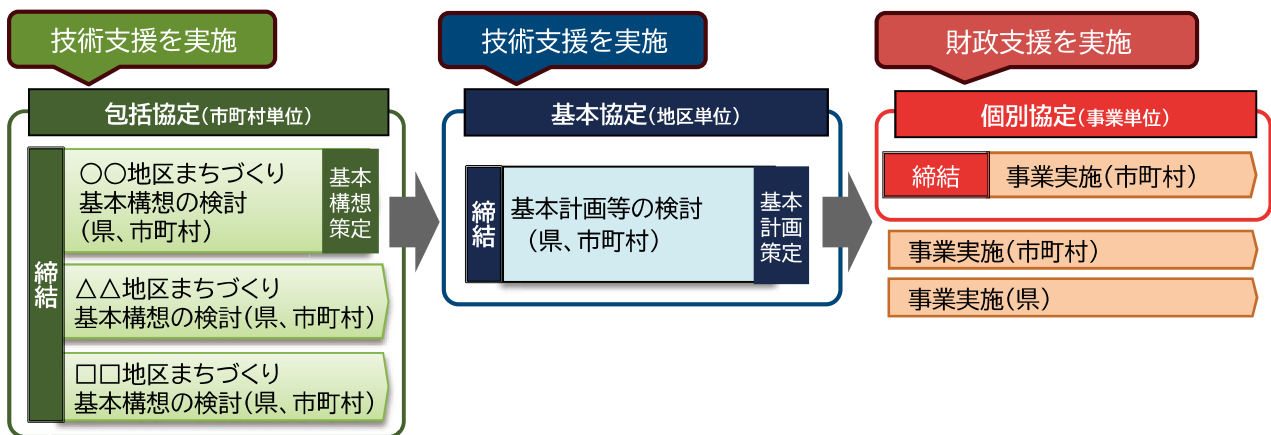 技術支援を実施
包括協定（市町村単位）
締結
〇〇地区まちづくり
基本構想の検討
（県、市町村）
基本
構想
策定
△△地区まちづくり
基本構想の検討（県、市町村）
□□地区まちづくり
基本構想の検討（県、市町村）
技術支援を実施
基本協定（地区単位）
締結
基本計画等の検討
（県、市町村）
基本
計画
策定
財政支援を実施
個別協定（事業単位）
締結
事業実施（市町村）
事業実施（市町村）
事業実施（県）